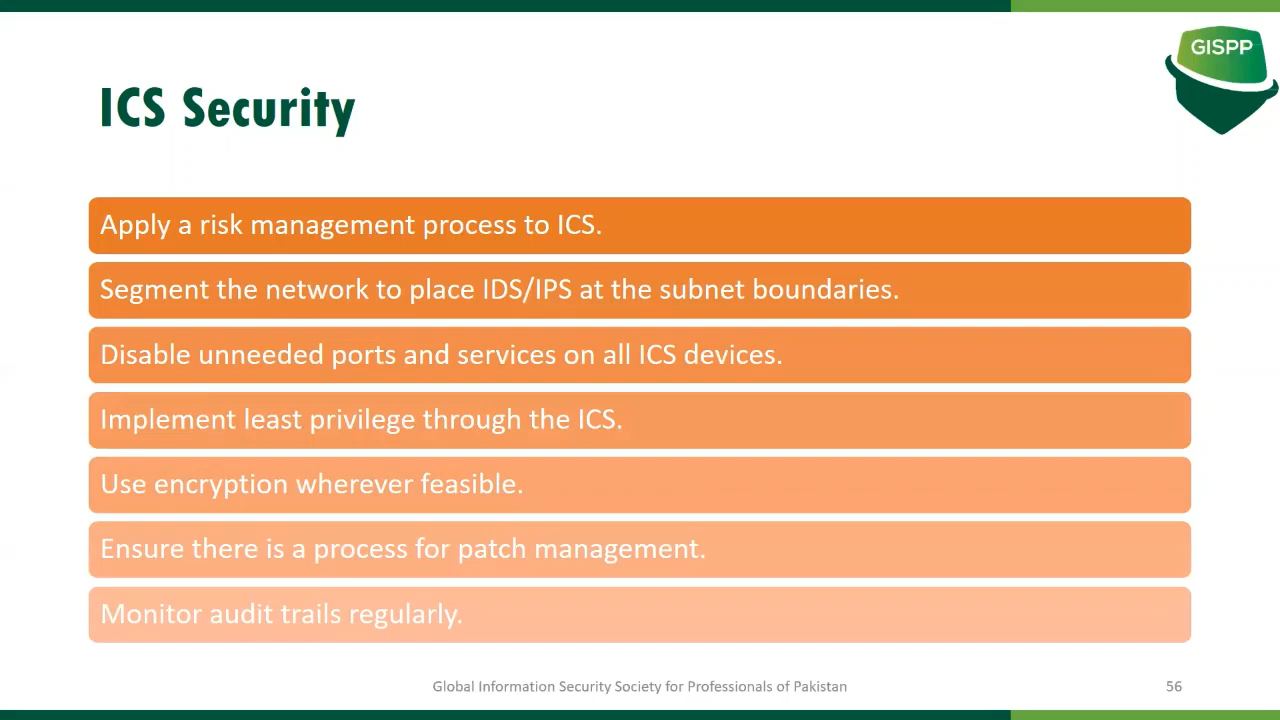 GISPP
ICS Security
Apply a risk management process to ICS.
Segment the network to place IDS/IPS at the subnet boundaries.
Disable unneeded ports and services on all ICS devices.
Implement least privilege through the ICS.
Use encryption wherever feasible.
Ensure there is a process for patch management.
Monitor audit trails regularly.
Global Information Security Society for Professionals of Pakistan
56